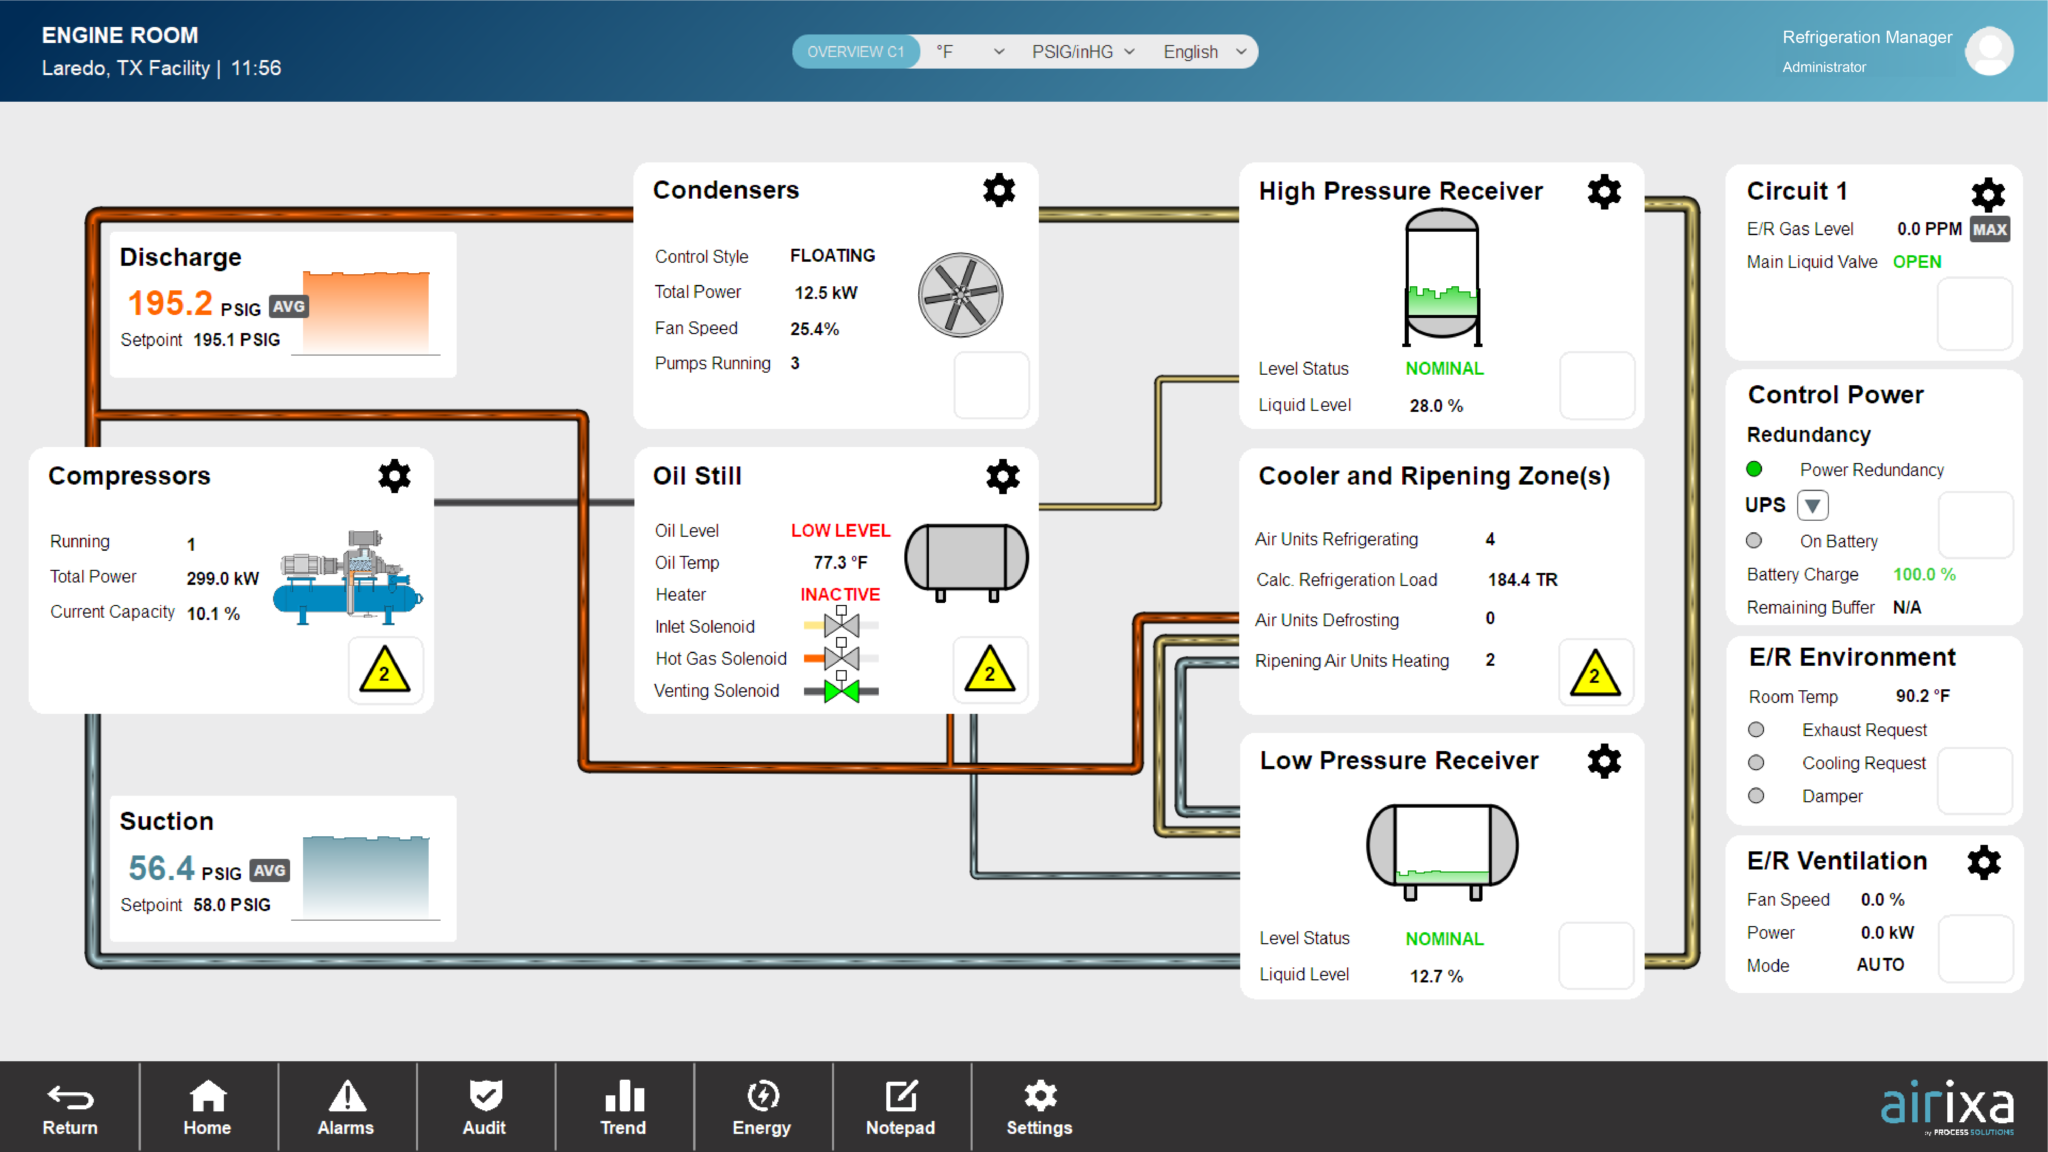 ENGINE ROOM
Laredo, TX Facility | 11:56
OVERVIEW C1 °F PSIG/inHG English
Refrigeration Manager
Administrator
Discharge
195.2 PSIG AVG
Setpoint 195.1 PSIG
Condensers
Control Style FLOATING
Total Power 12.5 kW
Fan Speed 25.4%
Pumps Running 3
High Pressure Receiver
Level Status NOMINAL
Liquid Level 28.0 %
Circuit 1
E/R Gas Level 0.0 PPM MAX
Main Liquid Valve OPEN
Compressors
Running 1
Total Power 299.0 kW
Current Capacity 10.1 %
2
Oil Still
Oil Level LOW LEVEL
Oil Temp 77.3 °F
Heater INACTIVE
Inlet Solenoid
Hot Gas Solenoid
Venting Solenoid
2
Cooler and Ripening Zone(s)
Air Units Refrigerating 4
Calc. Refrigeration Load 184.4 TR
Air Units Defrosting 0
Ripening Air Units Heating 2
2
Control Power
Redundancy
Power Redundancy
UPS
On Battery
Battery Charge 100.0 %
Remaining Buffer N/A
E/R Environment
Room Temp 90.2 °F
Exhaust Request
Cooling Request
Damper
Suction
56.4 PSIG AVG
Setpoint 58.0 PSIG
Low Pressure Receiver
Level Status NOMINAL
Liquid Level 12.7 %
E/R Ventilation
Fan Speed 0.0 %
Power 0.0 kW
Mode AUTO
Return Home Alarms Audit Trend Energy Notepad Settings
airixa
by PROCESS SOLUTIONS